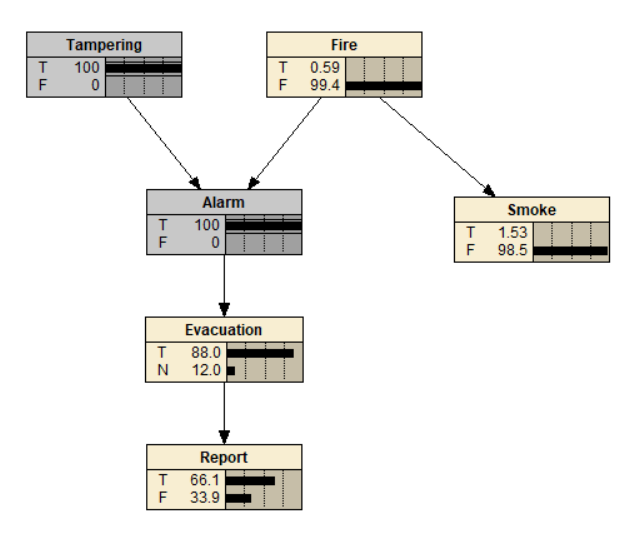 Tampering
T 100
F 0
Fire
T 0.59
F 99.4
Alarm
T 100
F 0
Smoke
T 1.53
F 98.5
Evacuation
T 88.0
N 12.0
Report
T 66.1
F 33.9